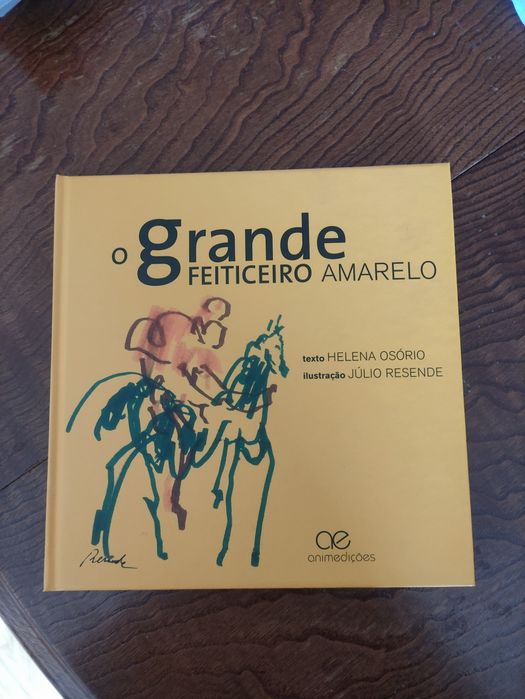 o grande
FEITICEIRO AMARELO
texto HELENA OSÓRIO
ilustração JÚLIO RESENDE
Resende
ae
animedições